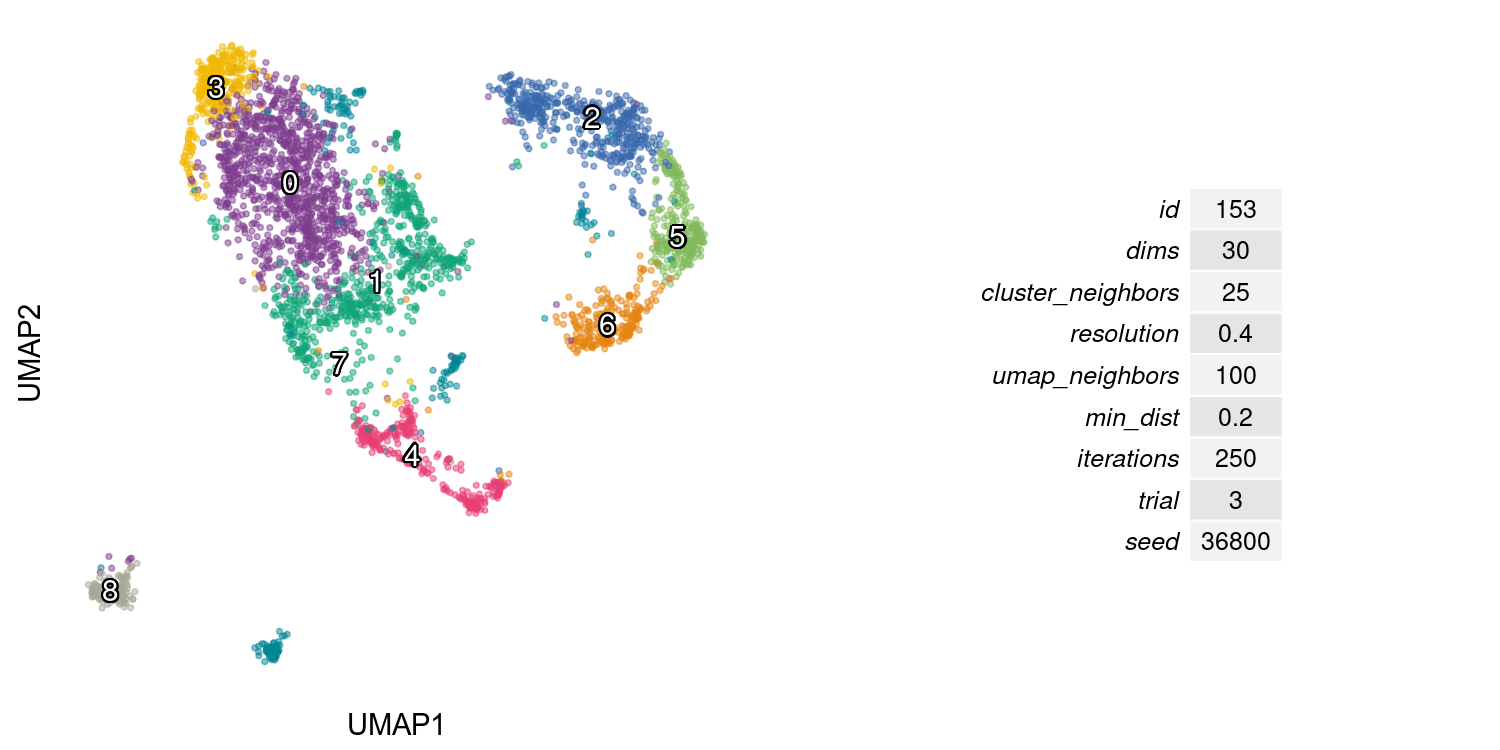 3
2
0
5
1
6
7
4
8
UMAP2
UMAP1
id 153
dims 30
cluster_neighbors 25
resolution 0.4
umap_neighbors 100
min_dist 0.2
iterations 250
trial 3
seed 36800